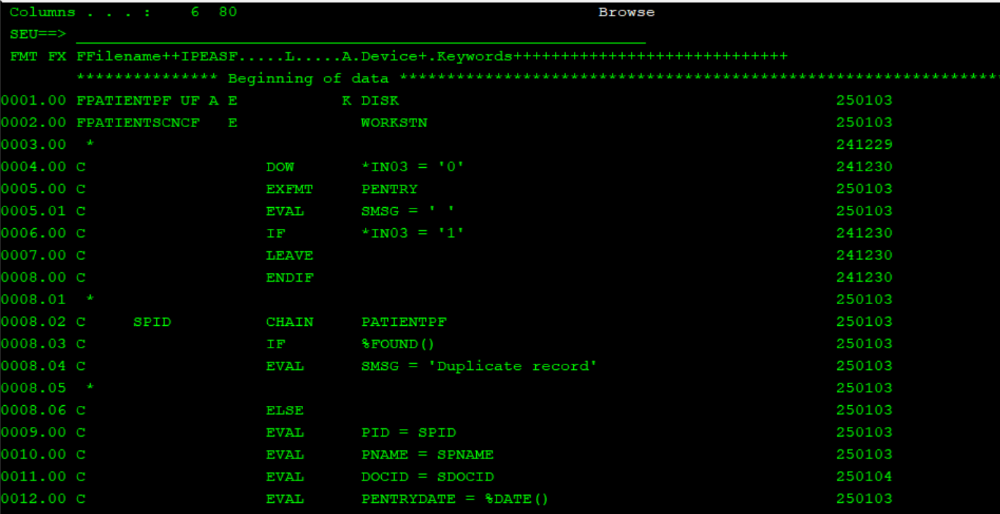 Columns . . . :    6  80                                      Browse
SEU==> ____________________________________________________________
FMT FX FFilename++IPEASF.....L.....A.Device+.Keywords+++++++++++++++++++++++++++++
       *************** Beginning of data ****************************************************************
0001.00 FPATIENTPF UF A E           K DISK                                              250103
0002.00 FPATIENTSCNCF   E             WORKSTN                                           250103
0003.00  *                                                                              241229
0004.00 C                   DOW       *IN03 = '0'                                       241230
0005.00 C                   EXFMT     PENTRY                                            250103
0005.01 C                   EVAL      SMSG = ' '                                        250103
0006.00 C                   IF        *IN03 = '1'                                       241230
0007.00 C                   LEAVE                                                       241230
0008.00 C                   ENDIF                                                       241230
0008.01  *                                                                              250103
0008.02 C     SPID          CHAIN     PATIENTPF                                         250103
0008.03 C                   IF        %FOUND()                                          250103
0008.04 C                   EVAL      SMSG = 'Duplicate record'                         250103
0008.05  *                                                                              250103
0008.06 C                   ELSE                                                        250103
0009.00 C                   EVAL      PID = SPID                                        250103
0010.00 C                   EVAL      PNAME = SPNAME                                    250103
0011.00 C                   EVAL      DOCID = SDOCID                                    250104
0012.00 C                   EVAL      PENTRYDATE = %DATE()                              250103